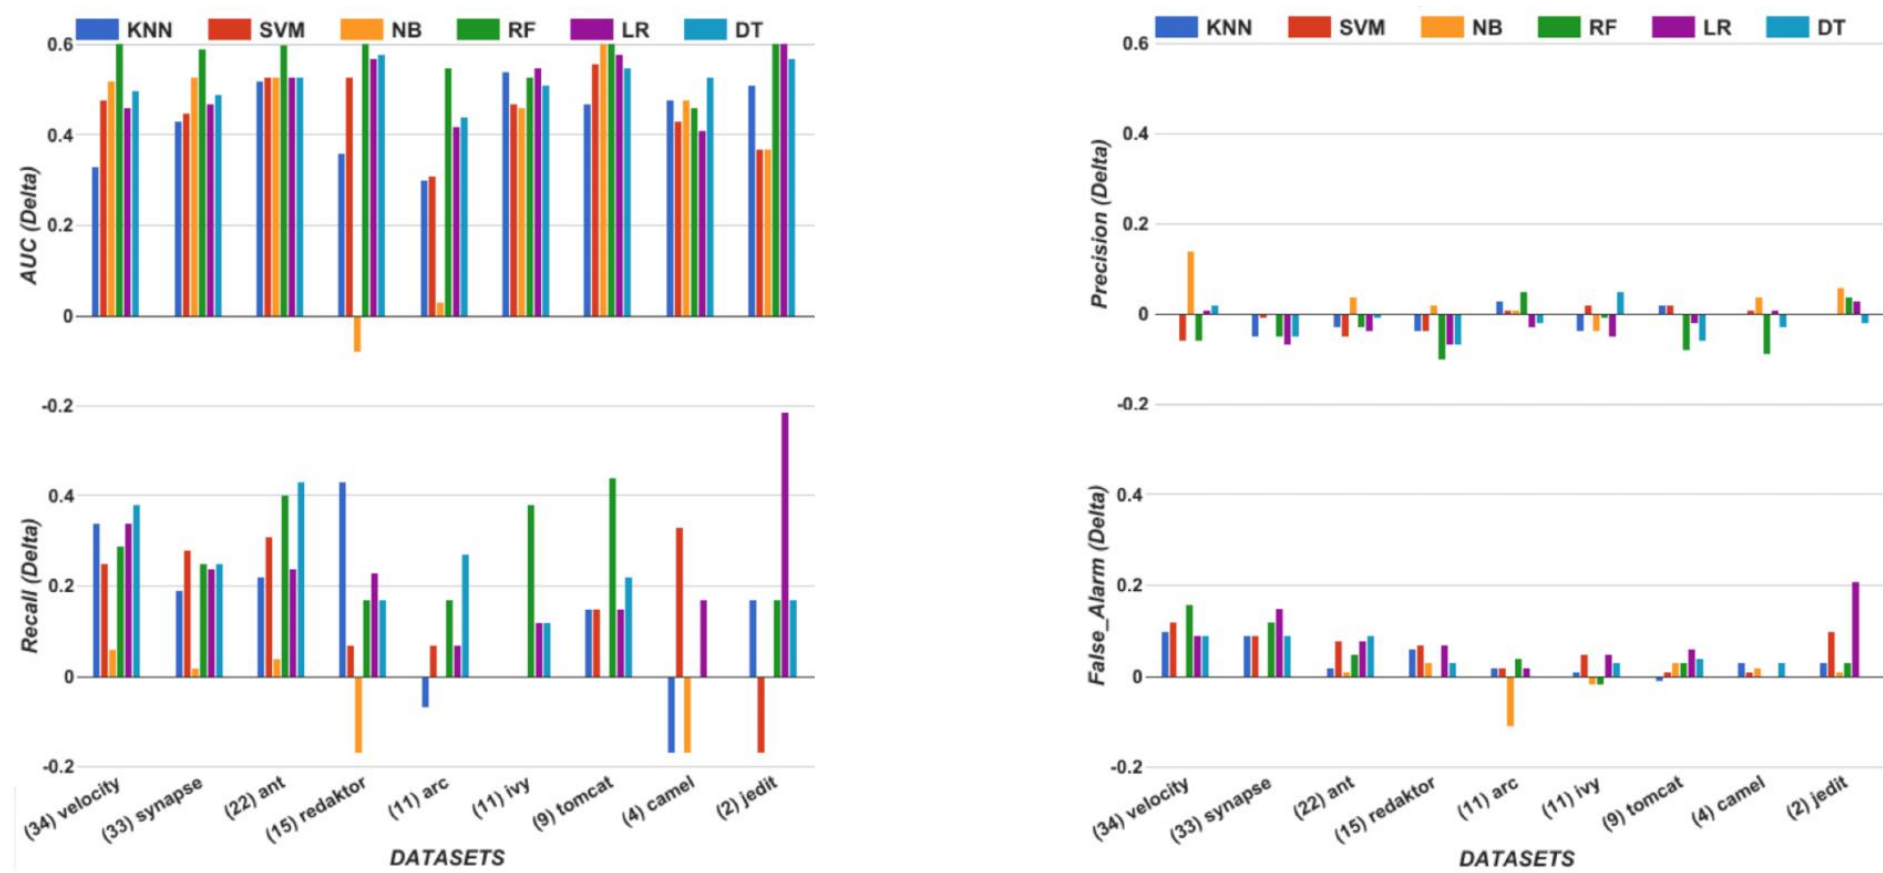 KNN SVM NB RF LR DT
0.6
0.4
0.2
0
-0.2
AUC (Delta)
0.4
0.2
0
-0.2
Recall (Delta)
(34) velocity
(33) synapse
(22) ant
(15) redaktor
(11) arc
(11) ivy
(9) tomcat
(4) camel
(2) jedit
DATASETS
KNN SVM NB RF LR DT
0.6
0.4
0.2
0
-0.2
Precision (Delta)
0.4
0.2
0
-0.2
False_Alarm (Delta)
(34) velocity
(33) synapse
(22) ant
(15) redaktor
(11) arc
(11) ivy
(9) tomcat
(4) camel
(2) jedit
DATASETS